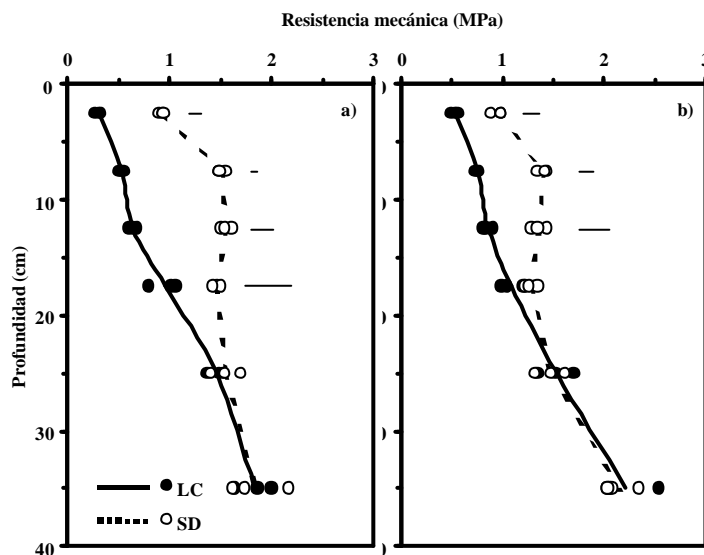 Resistencia mecánica (MPa)
0 1 2 3
0 1 2 3
0
10
20
30
40
Profundidad (cm)
a)
b)
LC
SD